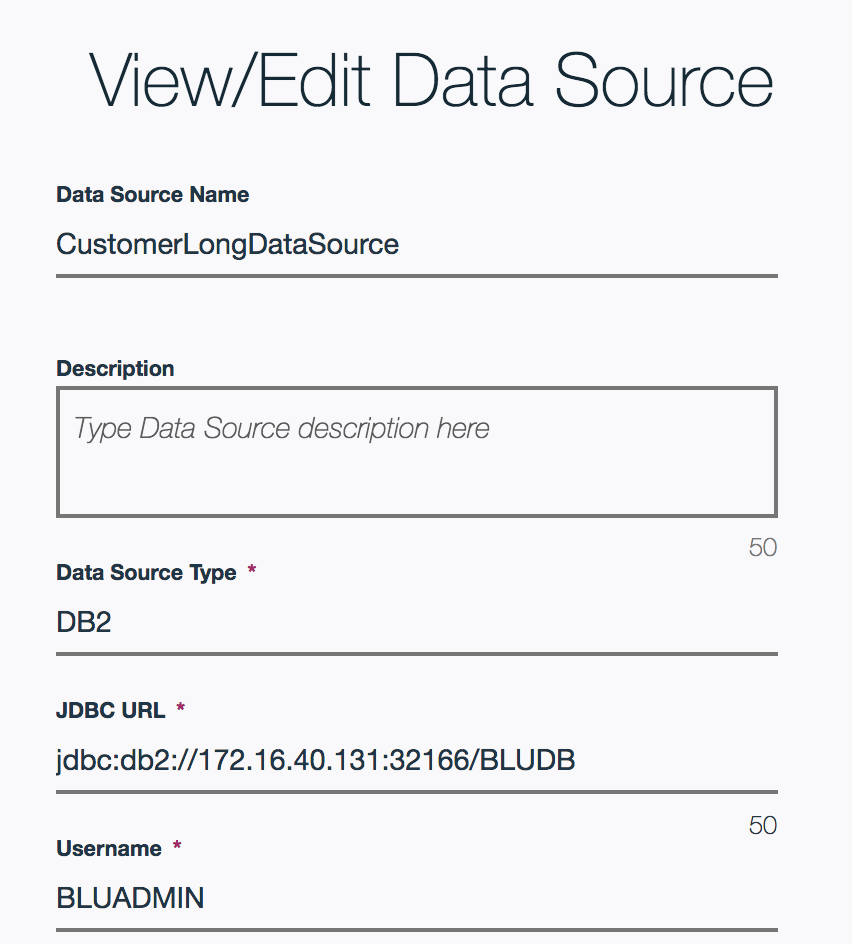 View/Edit Data Source
Data Source Name
CustomerLongDataSource
Description
Type Data Source description here
50
Data Source Type *
DB2
JDBC URL *
jdbc:db2://172.16.40.131:32166/BLUDB
50
Username *
BLUADMIN